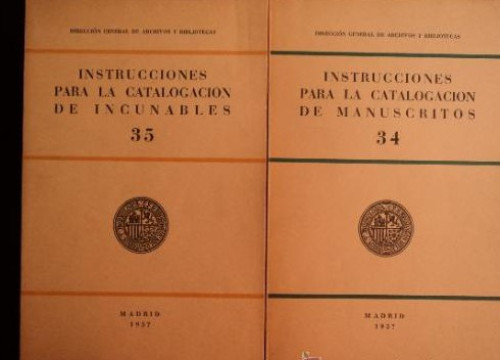 DIRECCIÓN GENERAL DE ARCHIVOS Y BIBLIOTECAS
INSTRUCCIONES
PARA LA CATALOGACION
DE INCUNABLES
35
MADRID
1957
DIRECCIÓN GENERAL DE ARCHIVOS Y BIBLIOTECAS
INSTRUCCIONES
PARA LA CATALOGACION
DE MANUSCRITOS
34
MADRID
1957